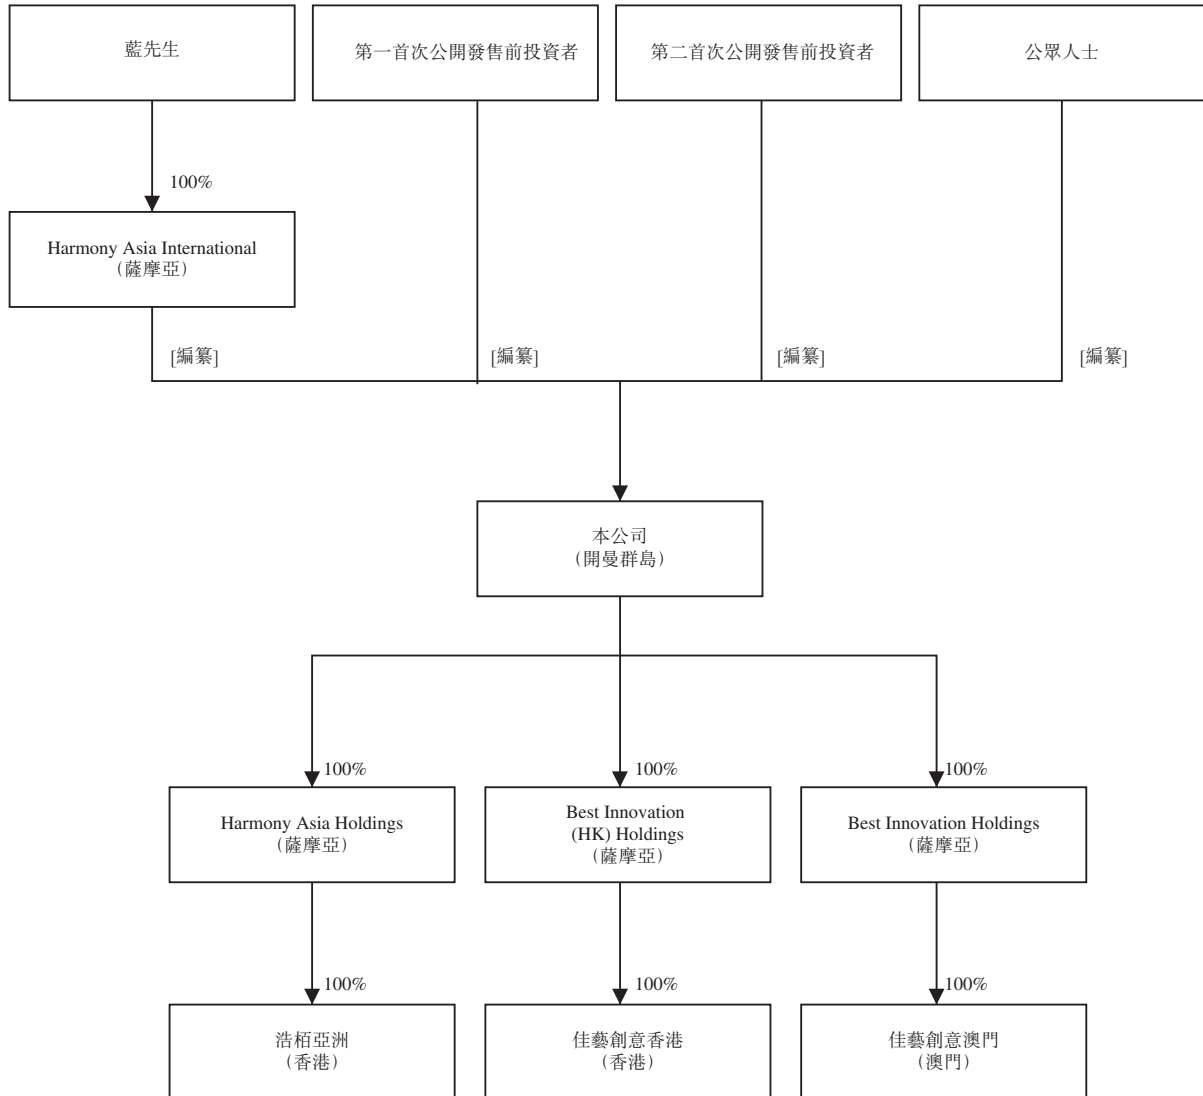 藍先生
第一首次公開發售前投資者
第二首次公開發售前投資者
公眾人士
100%
Harmony Asia International
（薩摩亞）
[編纂]
[編纂]
[編纂]
[編纂]
本公司
（開曼群島）
100%
100%
100%
Harmony Asia Holdings
（薩摩亞）
Best Innovation
(HK) Holdings
（薩摩亞）
Best Innovation Holdings
（薩摩亞）
100%
100%
100%
浩栢亞洲
（香港）
佳藝創意香港
（香港）
佳藝創意澳門
（澳門）